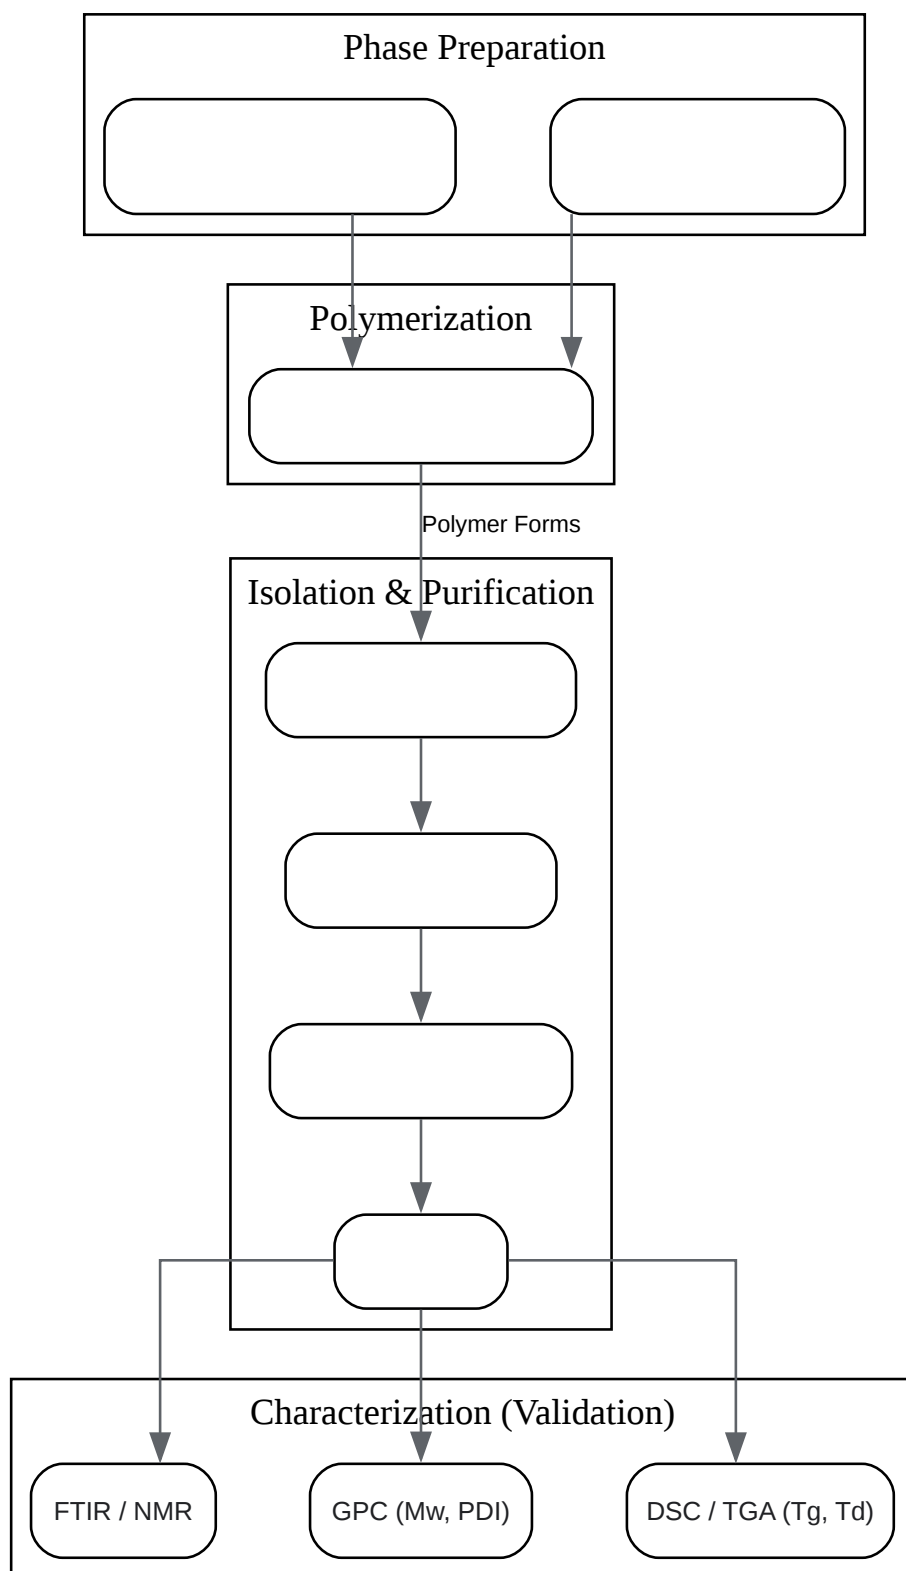 Phase Preparation
Polymerization
Polymer Forms
Isolation & Purification
Characterization (Validation)
FTIR / NMR
GPC (Mw, PDI)
DSC / TGA (Tg, Td)